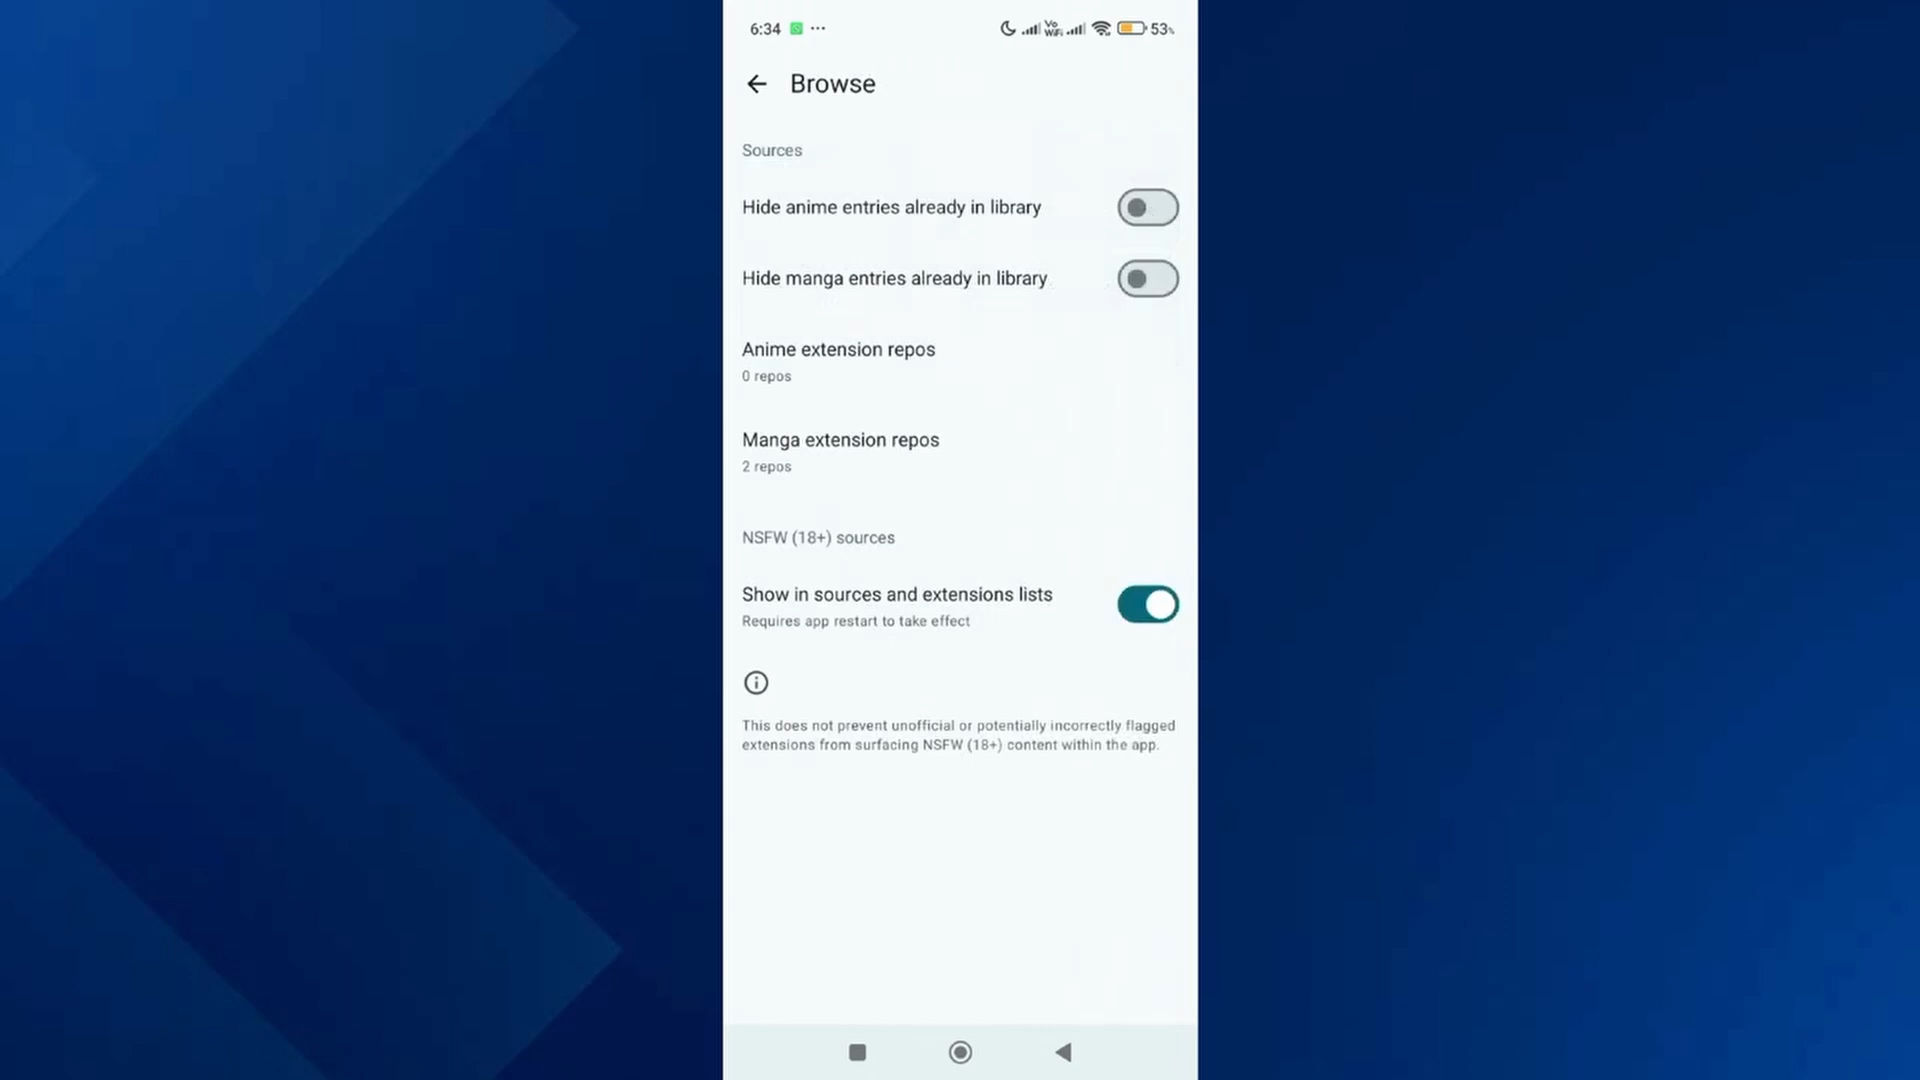 6:34 ··· Vo WiFi 53%
Browse
Sources
Hide anime entries already in library
Hide manga entries already in library
Anime extension repos
0 repos
Manga extension repos
2 repos
NSFW (18+) sources
Show in sources and extensions lists
Requires app restart to take effect
This does not prevent unofficial or potentially incorrectly flagged
extensions from surfacing NSFW (18+) content within the app.